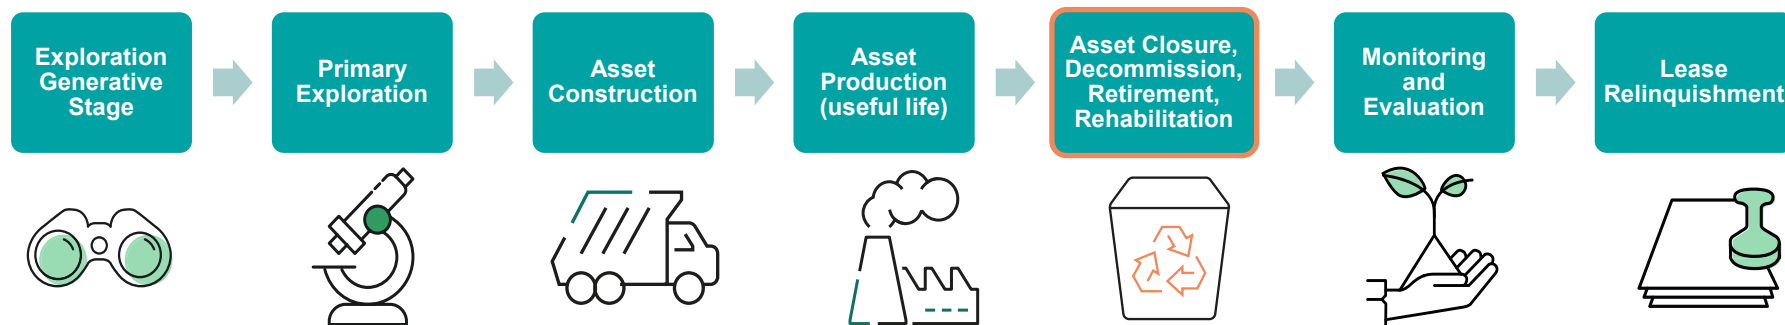 Exploration
Generative
Stage
Primary
Exploration
Asset
Construction
Asset
Production
(useful life)
Asset Closure,
Decommission,
Retirement,
Rehabilitation
Monitoring
and
Evaluation
Lease
Relinquishment